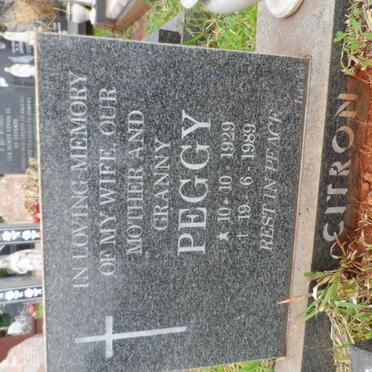 IN LOVING MEMORY
OF MY WIFE, OUR
MOTHER AND
GRANNY
PEGGY
★ 10 · 10 · 1929
† 19 · 6 · 1989
REST IN PEACE
CITRON